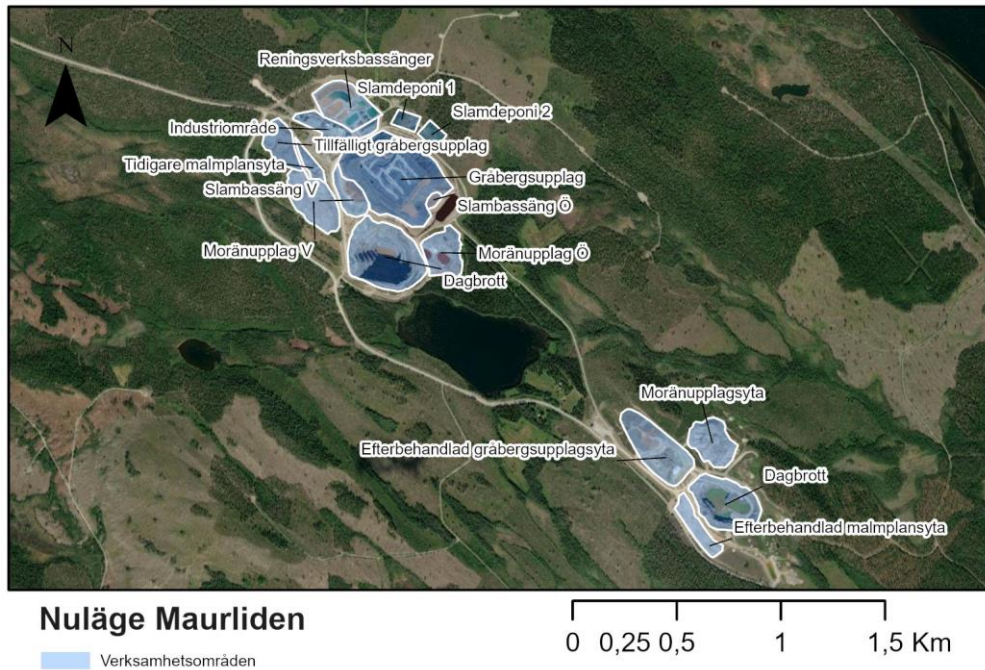 N
Reningsverksbassänger
Slamdeponi 1
Slamdeponi 2
Industriområde
Tillfälligt gråbergsupplag
Tidigare malmplansyta
Gråbergsupplag
Slambassäng V
Slambassäng Ö
Moränupplag V
Moränupplag Ö
Dagbrott
Moränupplagsyta
Efterbehandlad gråbergsupplagsyta
Dagbrott
Efterbehandlad malmplansyta
Nuläge Maurliden
Verksamhetsområden
0 0,25 0,5 1 1,5 Km